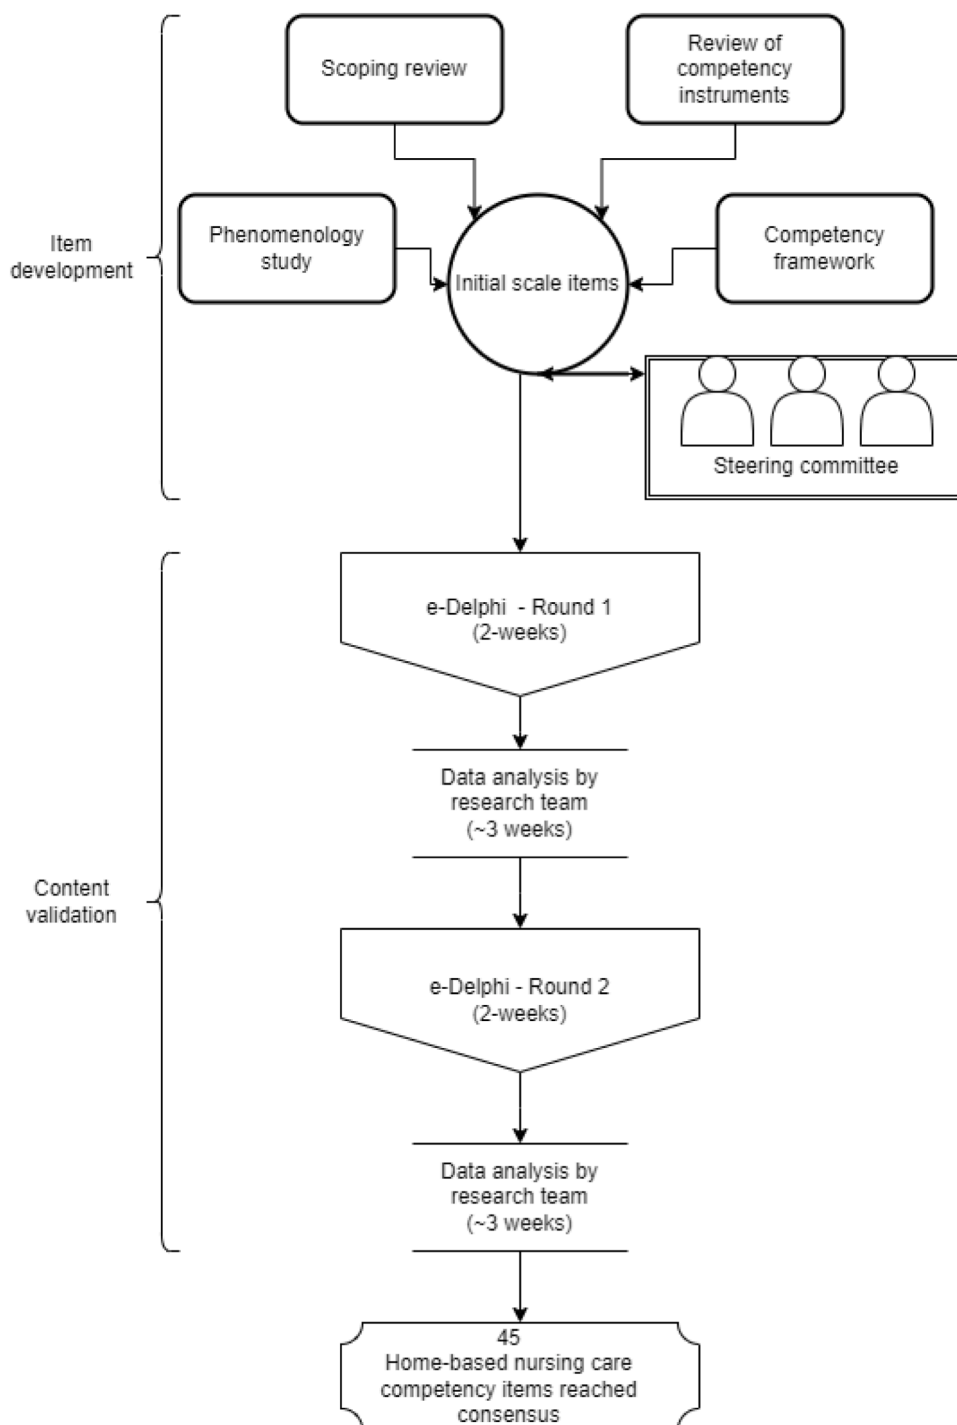 Scoping review
Review of
competency
instruments
Item
development
Phenomenology
study
Initial scale items
Competency
framework
Steering committee
e-Delphi  - Round 1
(2-weeks)
Data analysis by
research team
(~3 weeks)
Content
validation
e-Delphi - Round 2
(2-weeks)
Data analysis by
research team
(~3 weeks)
45
Home-based nursing care
competency items reached
consensus